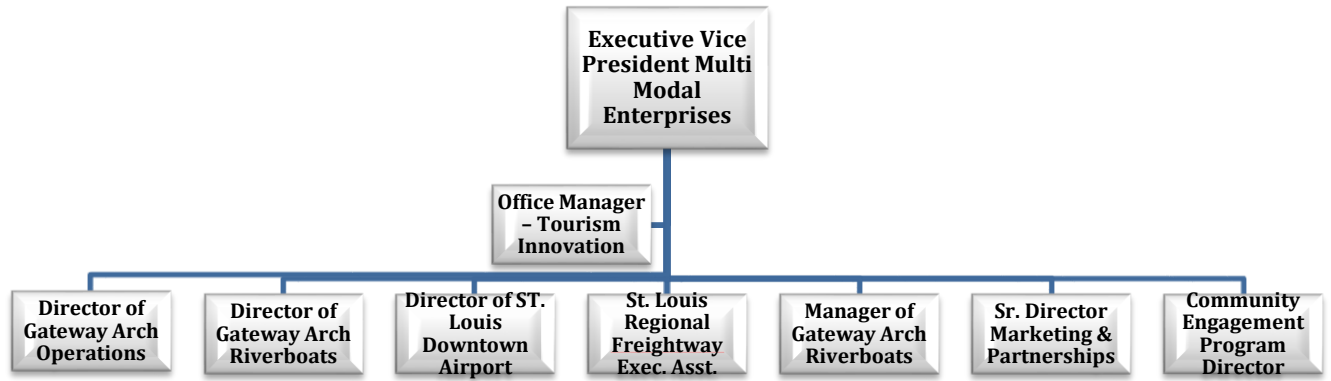 Executive Vice
President Multi
Modal
Enterprises
Office Manager
– Tourism
Innovation
Director of
Gateway Arch
Operations
Director of
Gateway Arch
Riverboats
Director of ST.
Louis
Downtown
Airport
St. Louis
Regional
Freightway
Exec. Asst.
Manager of
Gateway Arch
Riverboats
Sr. Director
Marketing &
Partnerships
Community
Engagement
Program
Director